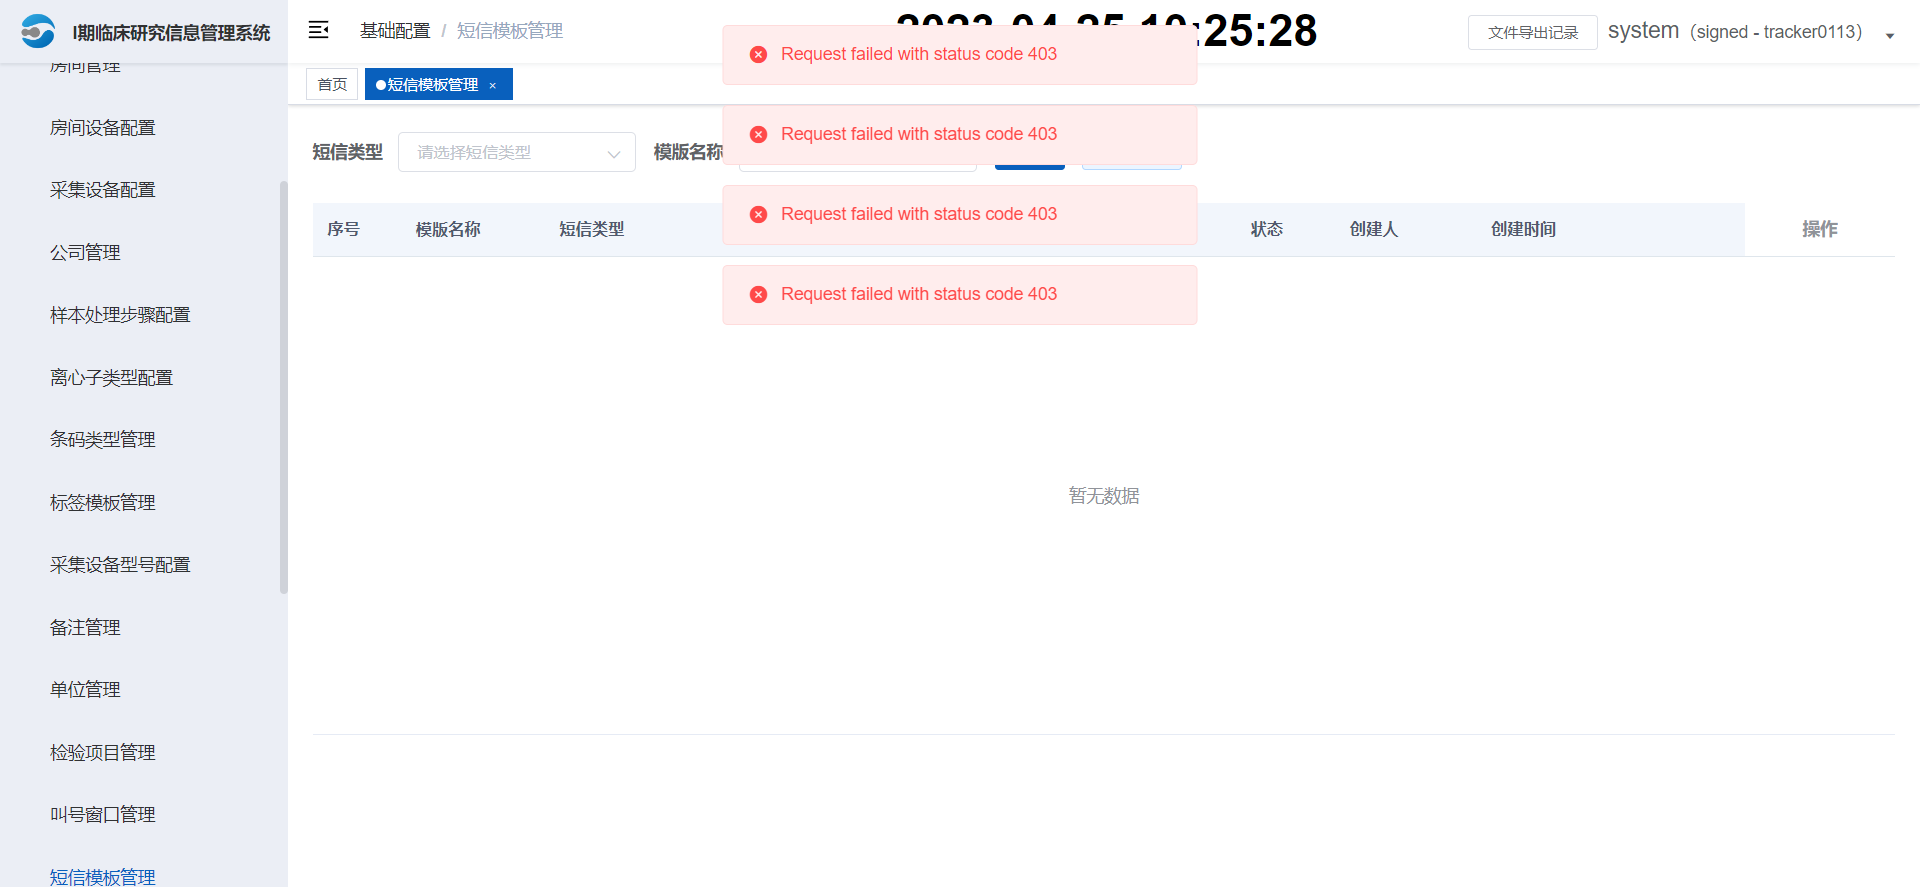 I期临床研究信息管理系统
基础配置 / 短信模板管理
2023-04-25 10:25:28
文件导出记录
system（signed - tracker0113）
首页
短信模板管理 ×
Request failed with status code 403
Request failed with status code 403
Request failed with status code 403
Request failed with status code 403
房间管理
房间设备配置
采集设备配置
公司管理
样本处理步骤配置
离心子类型配置
条码类型管理
标签模板管理
采集设备型号配置
备注管理
单位管理
检验项目管理
叫号窗口管理
短信模板管理
短信类型 请选择短信类型 模版名称
序号 模版名称 短信类型 状态 创建人 创建时间 操作
暂无数据